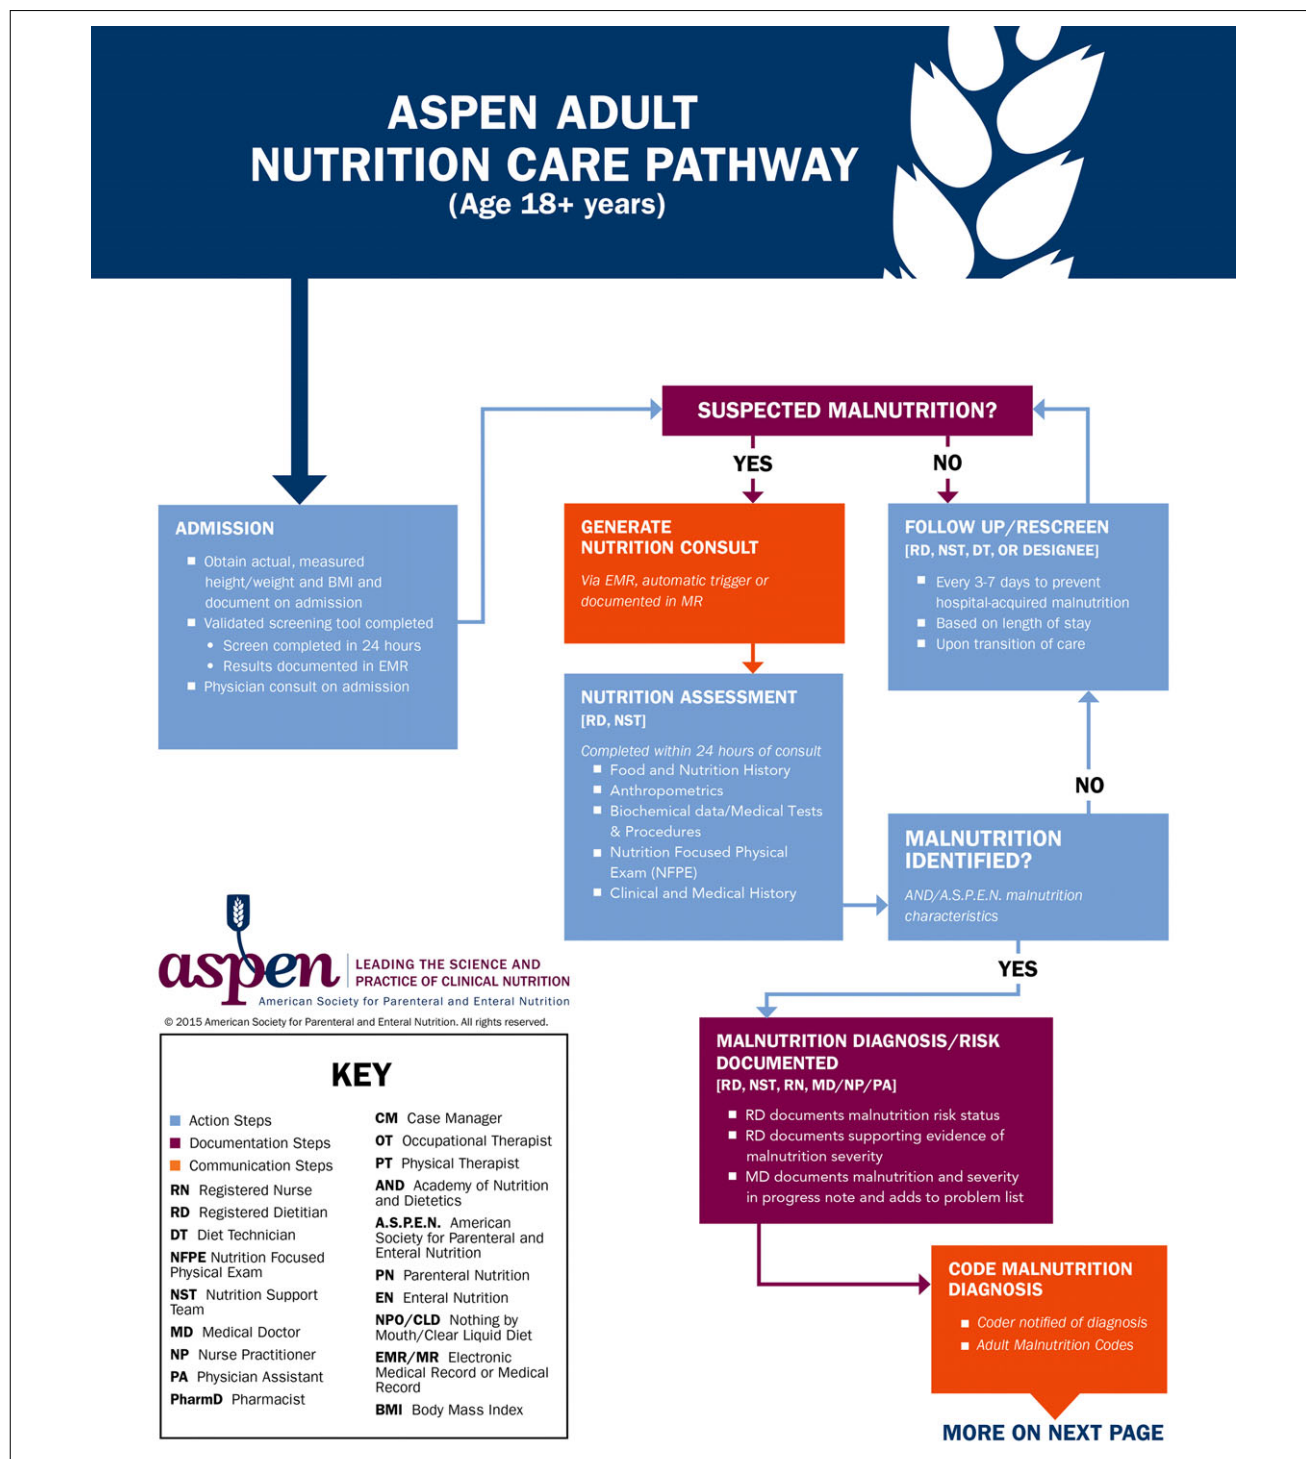 ASPEN ADULT
NUTRITION CARE PATHWAY
(Age 18+ years)
SUSPECTED MALNUTRITION?
YES
NO
ADMISSION
■ Obtain actual, measured
height/weight and BMI and
document on admission
■ Validated screening tool completed
• Screen completed in 24 hours
• Results documented in EMR
■ Physician consult on admission
GENERATE
NUTRITION CONSULT
Via EMR, automatic trigger or
documented in MR
FOLLOW UP/RESCREEN
[RD, NST, DT, OR DESIGNEE]
■ Every 3-7 days to prevent
hospital-acquired malnutrition
■ Based on length of stay
■ Upon transition of care
NUTRITION ASSESSMENT
[RD, NST]
Completed within 24 hours of consult
■ Food and Nutrition History
■ Anthropometrics
■ Biochemical data/Medical Tests
& Procedures
■ Nutrition Focused Physical
Exam (NFPE)
■ Clinical and Medical History
NO
MALNUTRITION
IDENTIFIED?
AND/A.S.P.E.N. malnutrition
characteristics
YES
MALNUTRITION DIAGNOSIS/RISK
DOCUMENTED
[RD, NST, RN, MD/NP/PA]
■ RD documents malnutrition risk status
■ RD documents supporting evidence of
malnutrition severity
■ MD documents malnutrition and severity
in progress note and adds to problem list
CODE MALNUTRITION
DIAGNOSIS
■ Coder notified of diagnosis
■ Adult Malnutrition Codes
MORE ON NEXT PAGE
aspen
LEADING THE SCIENCE AND
PRACTICE OF CLINICAL NUTRITION
American Society for Parenteral and Enteral Nutrition
© 2015 American Society for Parenteral and Enteral Nutrition. All rights reserved.
KEY
Action Steps
Documentation Steps
Communication Steps
RN Registered Nurse
RD Registered Dietitian
DT Diet Technician
NFPE Nutrition Focused
Physical Exam
NST Nutrition Support
Team
MD Medical Doctor
NP Nurse Practitioner
PA Physician Assistant
PharmD Pharmacist
CM Case Manager
OT Occupational Therapist
PT Physical Therapist
AND Academy of Nutrition
and Dietetics
A.S.P.E.N. American
Society for Parenteral and
Enteral Nutrition
PN Parenteral Nutrition
EN Enteral Nutrition
NPO/CLD Nothing by
Mouth/Clear Liquid Diet
EMR/MR Electronic
Medical Record or Medical
Record
BMI Body Mass Index